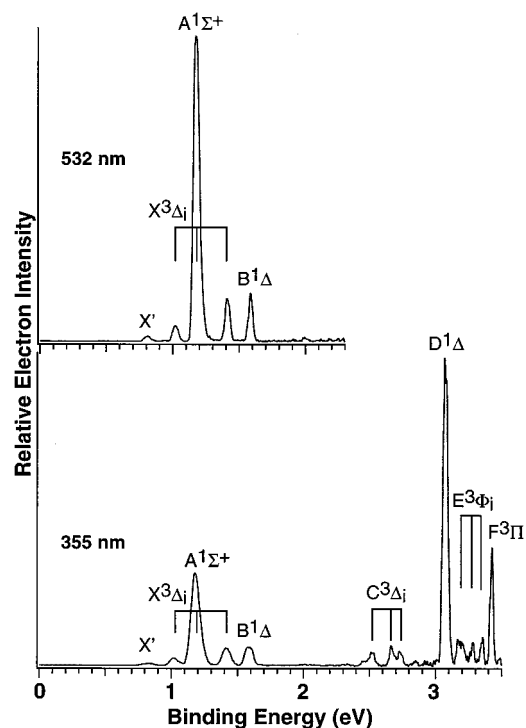 A¹Σ+
532 nm
X³Δi
X'
B¹Δ
Relative Electron Intensity
D¹Δ
E³Φi
F³Π
355 nm
A¹Σ+
X³Δi
X'
B¹Δ
C³Δi
0 1 2 3
Binding Energy (eV)